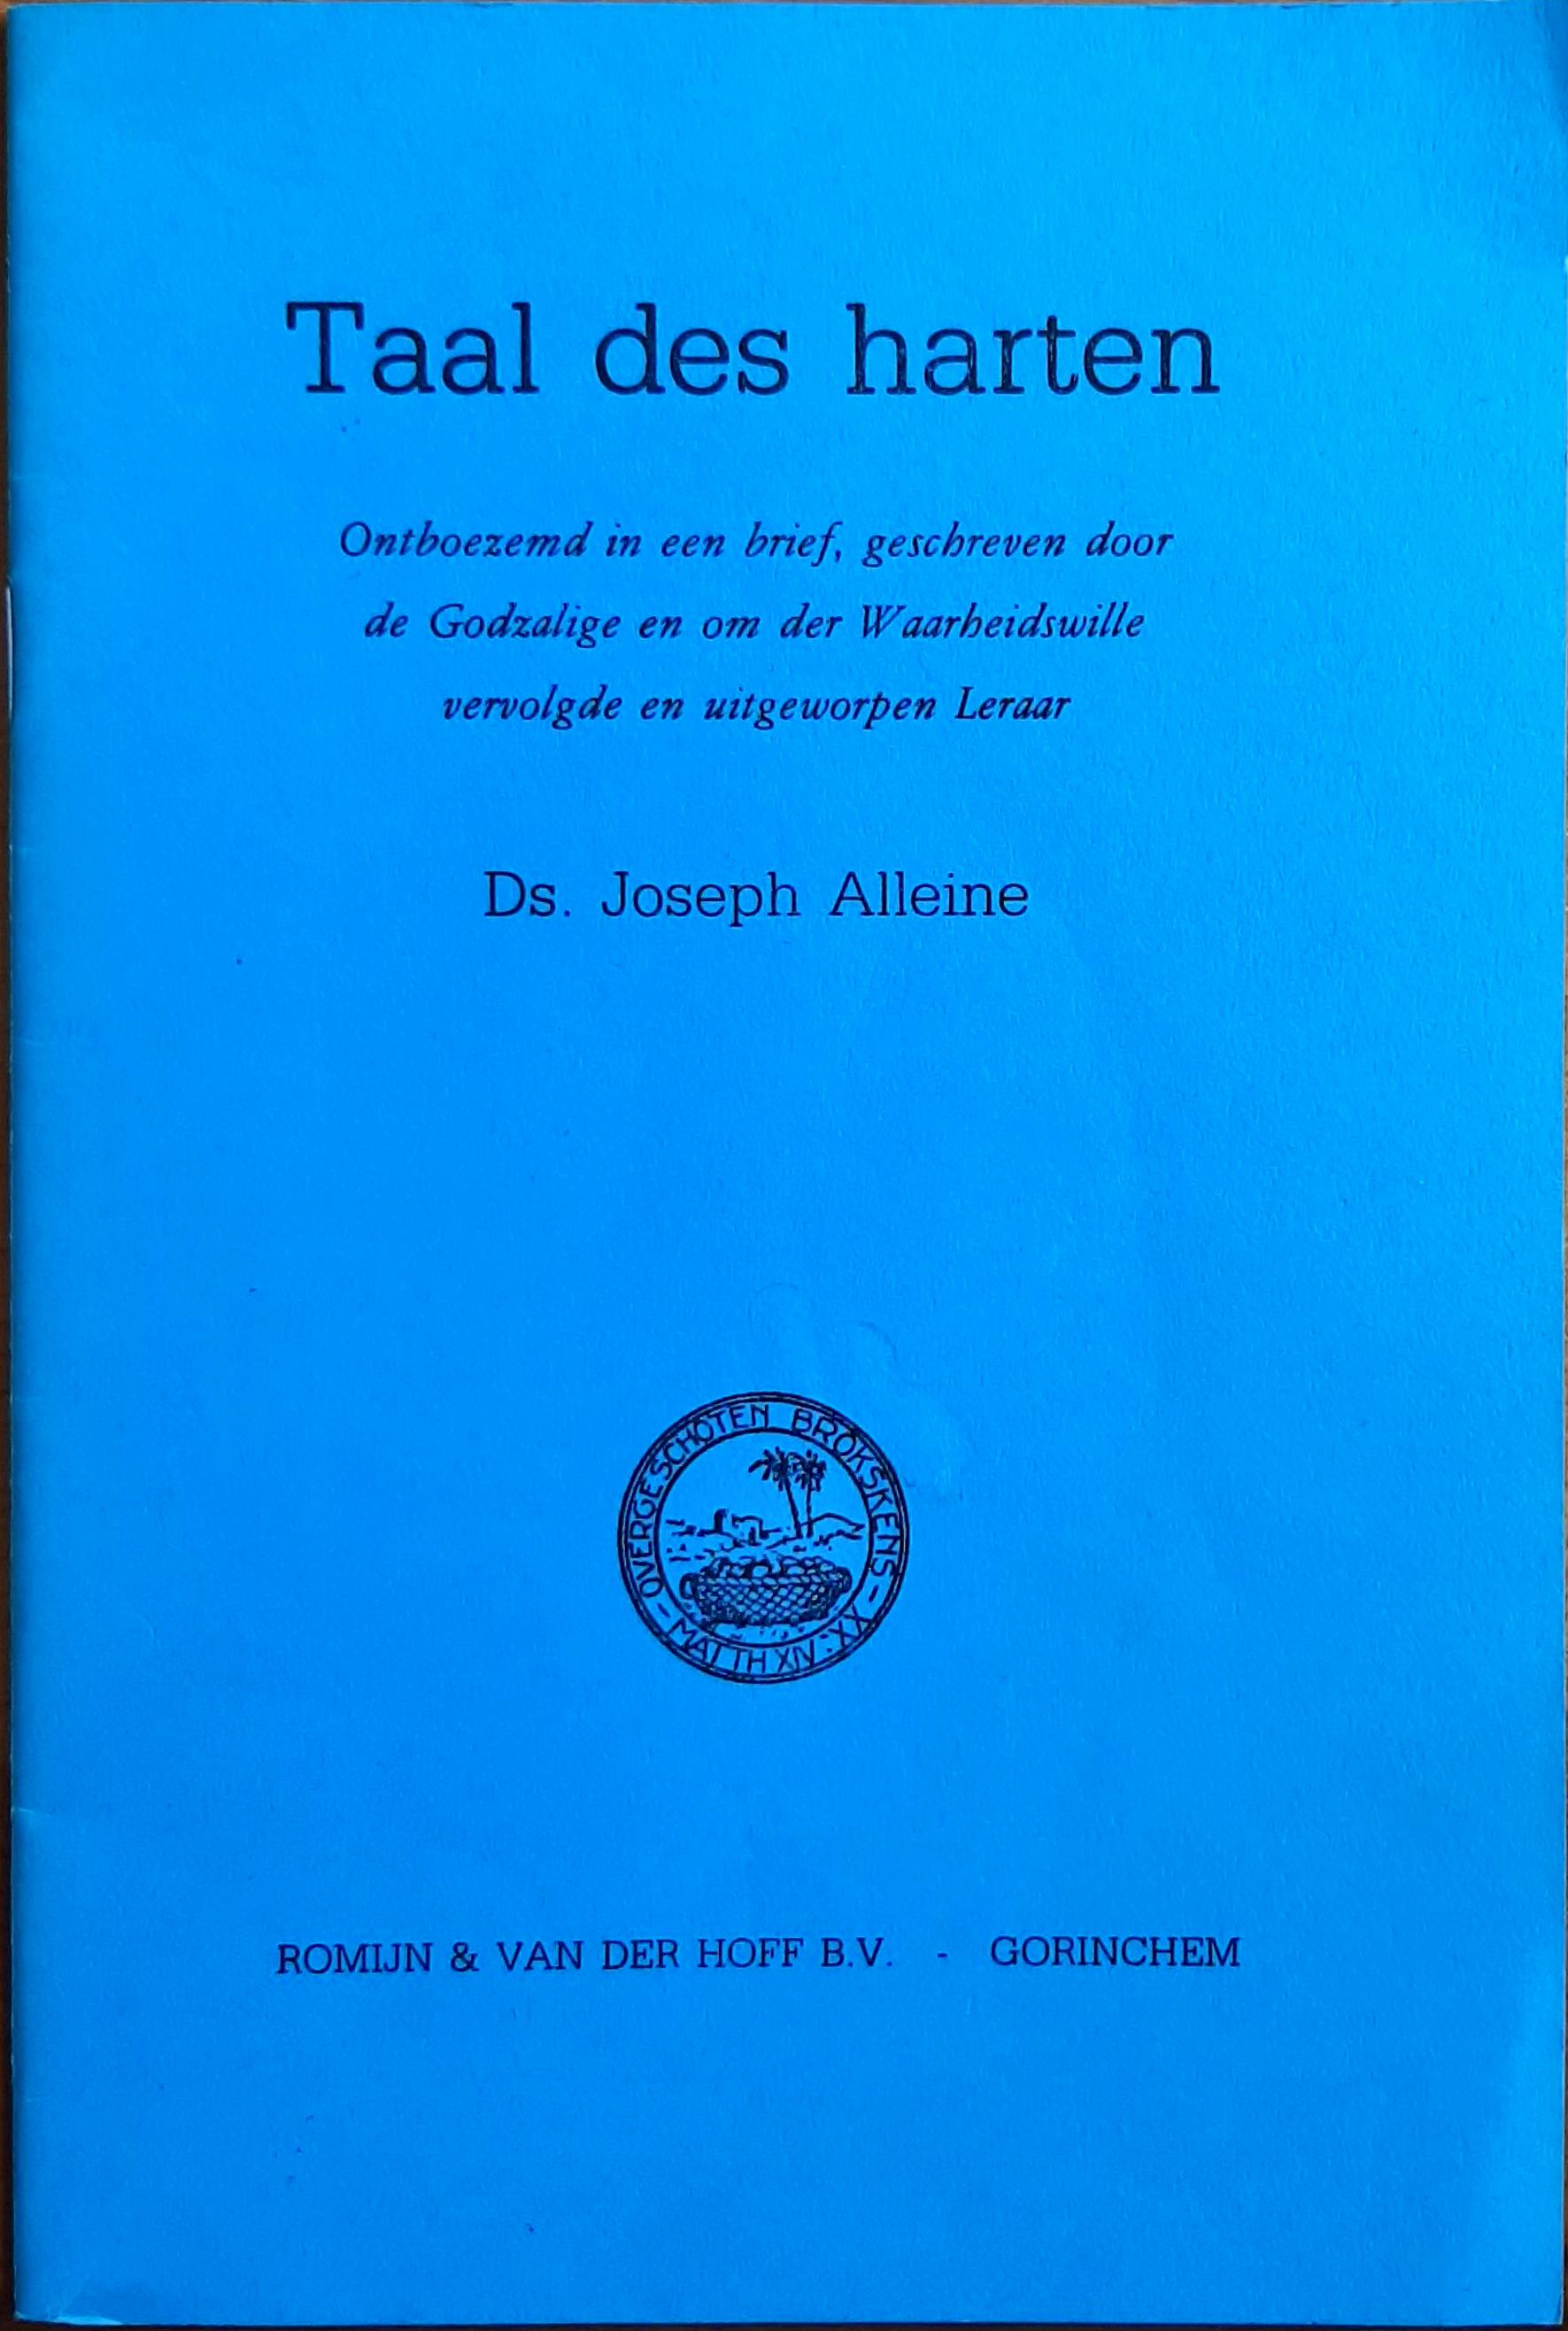 Taal des harten
Ontboezemd in een brief, geschreven door
de Godzalige en om der Waarheidswille
vervolgde en uitgeworpen Leraar
Ds. Joseph Alleine
OVERGESCHOTEN BROKSKENS
MATTH XIV : XX
ROMIJN & VAN DER HOFF B.V. - GORINCHEM